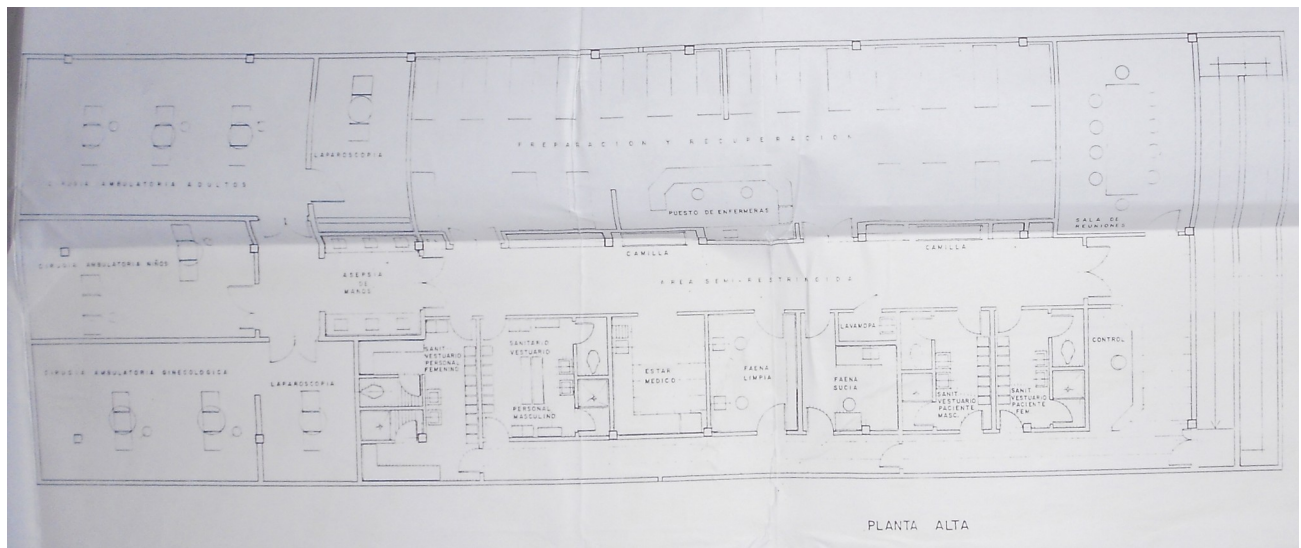 LAPAROSCOPIA
CIRUGIA AMBULATORIA ADULTOS
PREPARACION Y RECUPERACION
PUESTO DE ENFERMERAS
SALA DE
REUNIONES
CIRUGIA AMBULATORIA NIÑOS
ASEPSIA
DE
MANOS
CAMILLA
CAMILLA
AREA SEMI-RESTRINGIDA
CIRUGIA AMBULATORIA GINECOLOGICA
LAPAROSCOPIA
SANIT.
VESTUARIO
PERSONAL
FEMENINO
SANITARIO
VESTUARIO
PERSONAL
MASCULINO
ESTAR
MEDICO
FAENA
LIMPIA
LAVAMOPA
FAENA
SUCIA
SANIT.
VESTUARIO
PACIENTE
MASC.
SANIT.
VESTUARIO
PACIENTE
FEM.
CONTROL
PLANTA ALTA